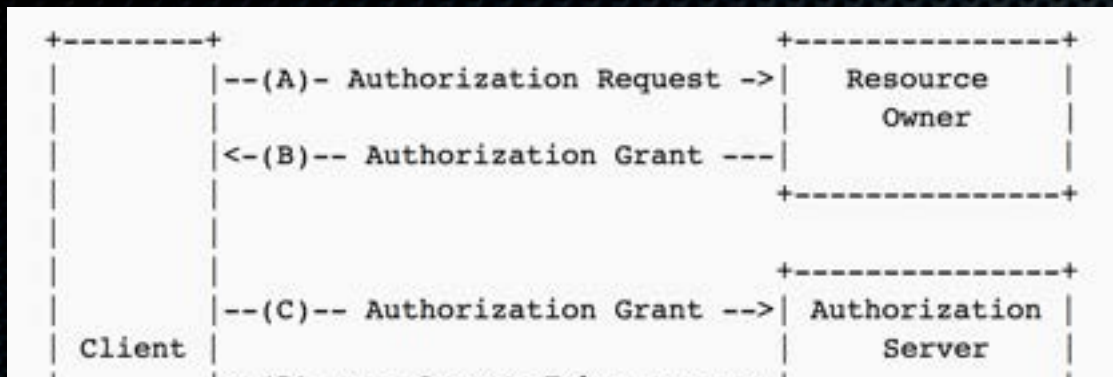 +--------+                               +---------------+
|        |--(A)- Authorization Request ->|   Resource    |
|        |                               |     Owner     |
|        |<-(B)-- Authorization Grant ---|               |
|        |                               +---------------+
|        |
|        |                               +---------------+
|        |--(C)-- Authorization Grant -->| Authorization |
| Client |                               |     Server    |